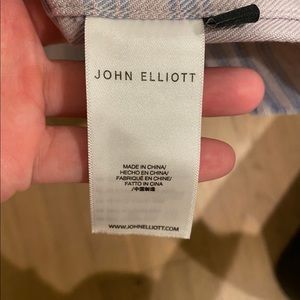 JOHN ELLIOTT
MADE IN CHINA/
HECHO EN CHINA/
FABRIQUÉ EN CHINE/
FATTO IN CINA
/中国制造
WWW.JOHNELLIOTT.COM